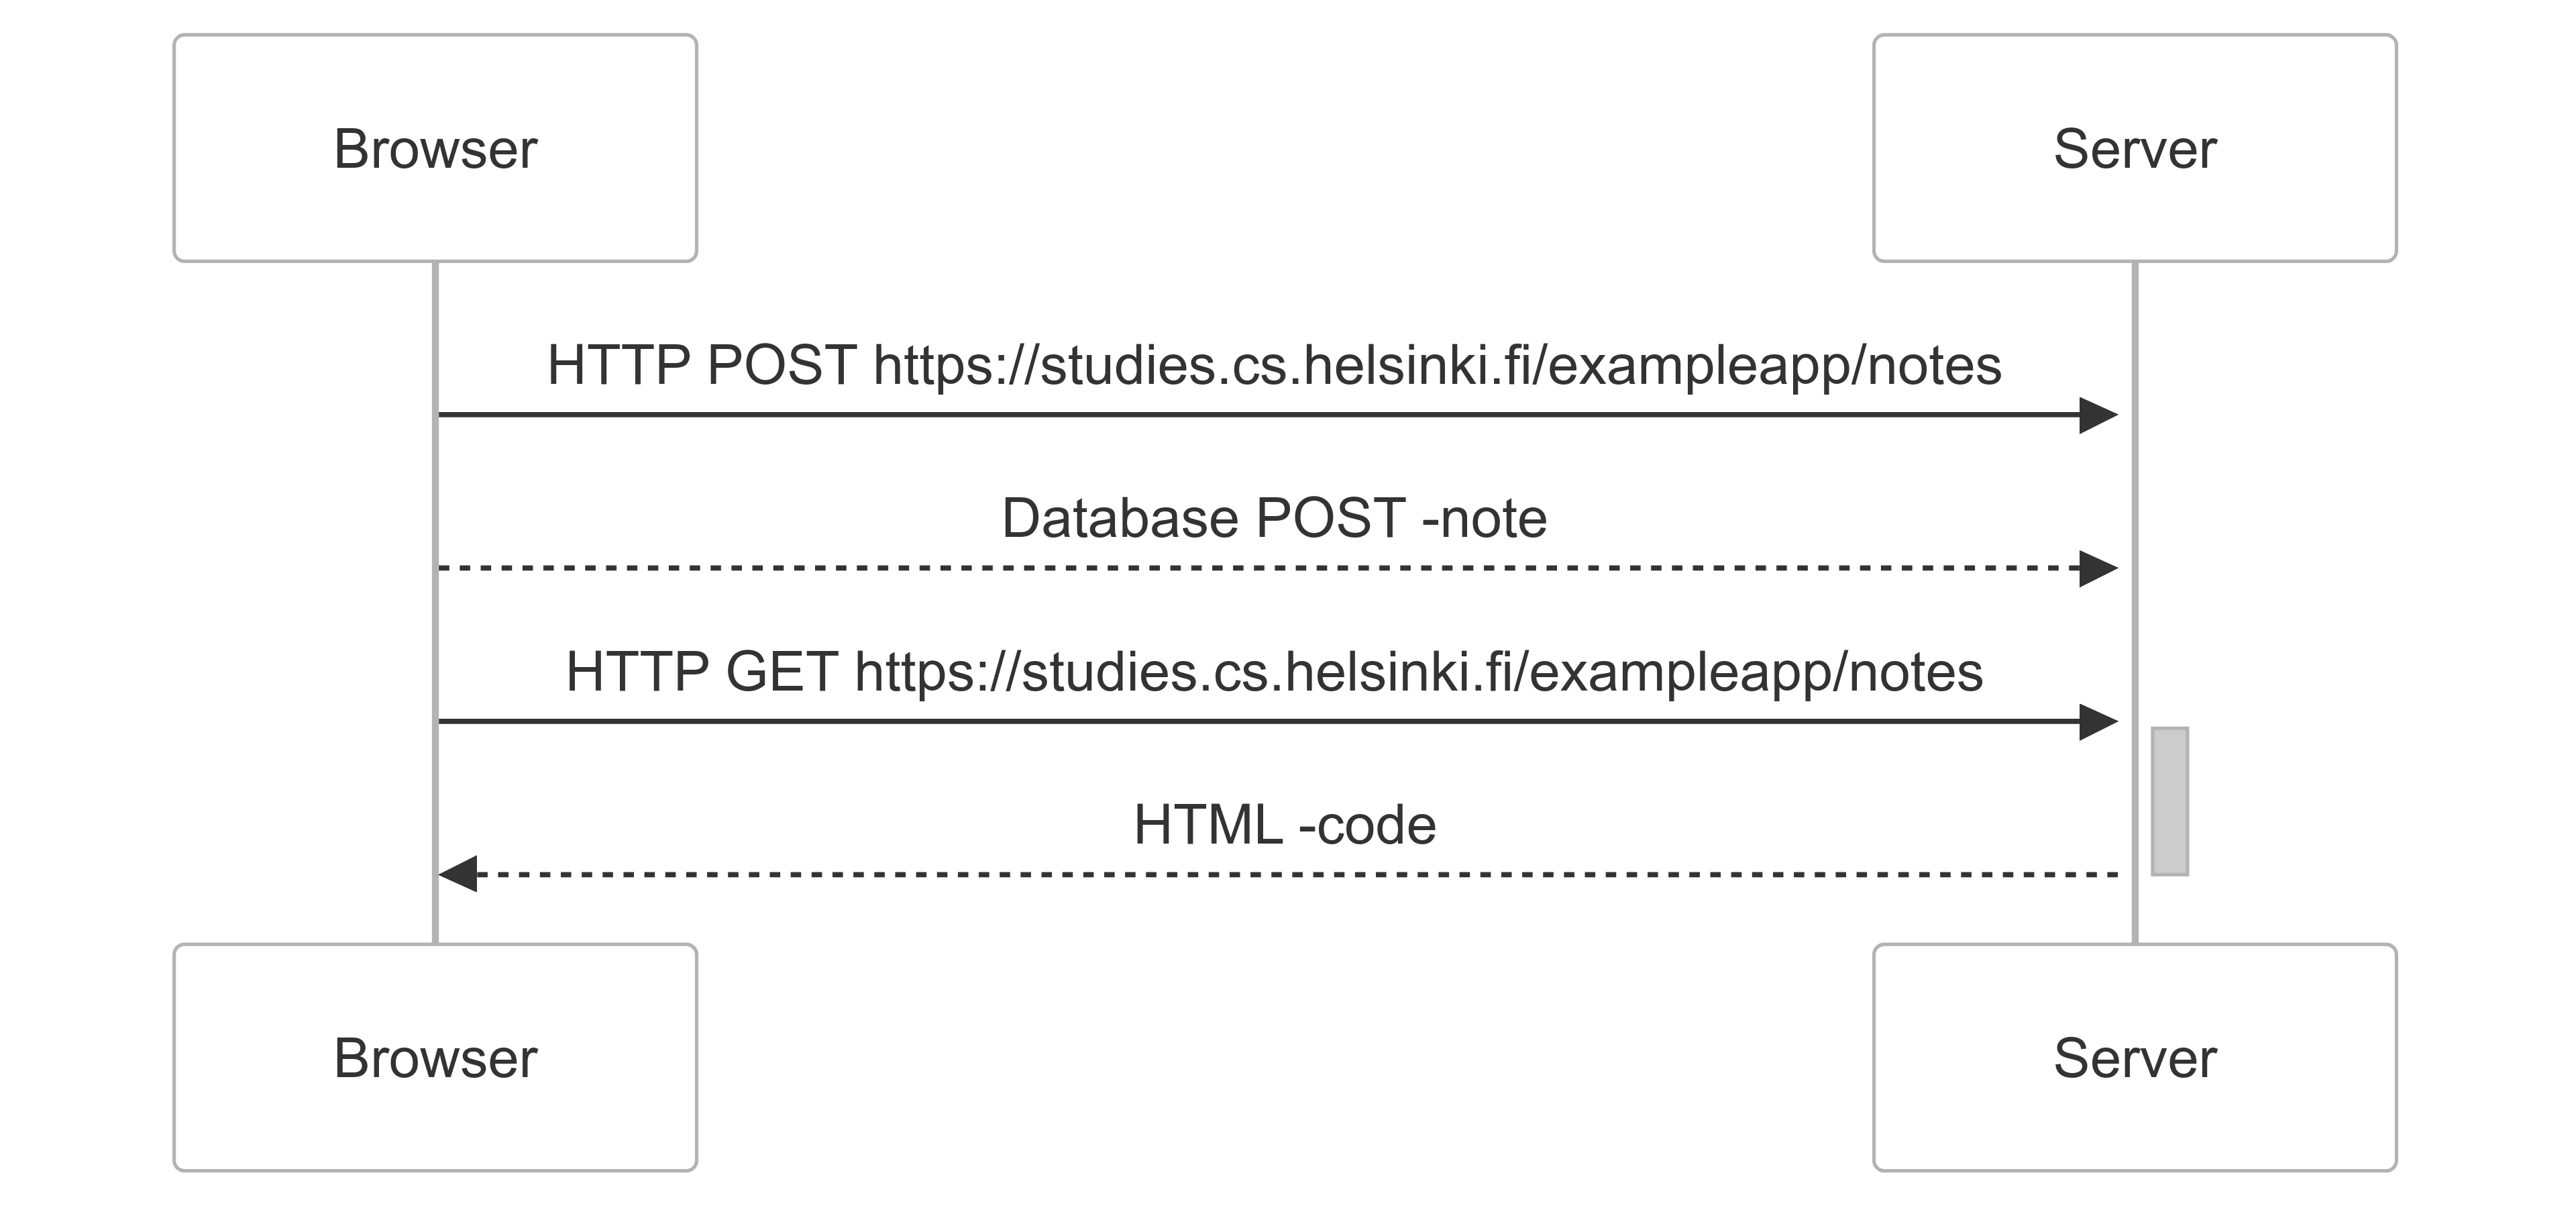 Browser
Server
HTTP POST https://studies.cs.helsinki.fi/exampleapp/notes
Database POST -note
HTTP GET https://studies.cs.helsinki.fi/exampleapp/notes
HTML -code
Browser
Server